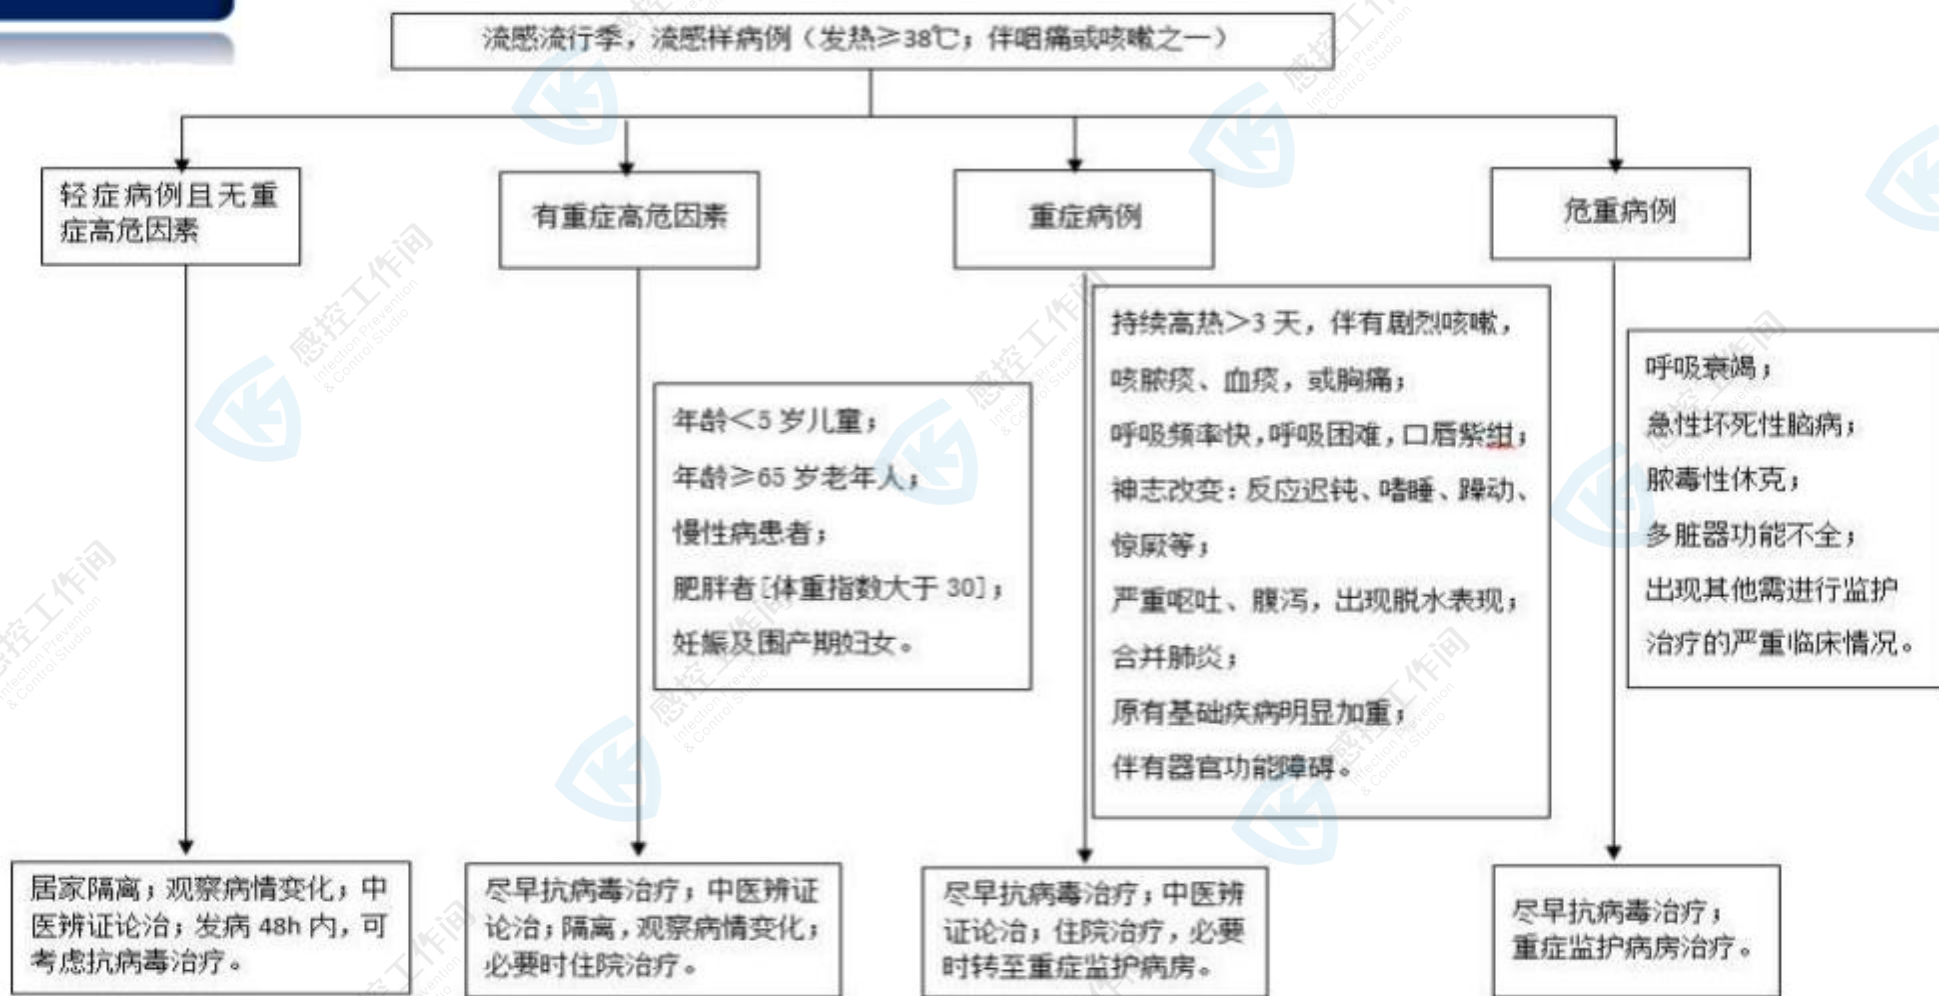 流感流行季，流感样病例（发热≥38℃；伴咽痛或咳嗽之一）
轻症病例且无重
症高危因素
有重症高危因素
重症病例
危重病例
年龄＜5岁儿童；
年龄≥65岁老年人；
慢性病患者；
肥胖者[体重指数大于30]；
妊娠及围产期妇女。
持续高热＞3天，伴有剧烈咳嗽，
咳脓痰、血痰，或胸痛；
呼吸频率快，呼吸困难，口唇紫绀；
神志改变：反应迟钝、嗜睡、躁动、
惊厥等；
严重呕吐、腹泻，出现脱水表现；
合并肺炎；
原有基础疾病明显加重；
伴有器官功能障碍。
呼吸衰竭；
急性坏死性脑病；
脓毒性休克；
多脏器功能不全；
出现其他需进行监护
治疗的严重临床情况。
居家隔离；观察病情变化；中
医辨证论治；发病48h内，可
考虑抗病毒治疗。
尽早抗病毒治疗；中医辨证
论治；隔离，观察病情变化；
必要时住院治疗。
尽早抗病毒治疗；中医辨
证论治；住院治疗，必要
时转至重症监护病房。
尽早抗病毒治疗；
重症监护病房治疗。
感控工作间
Infection Prevention
& Control Studio